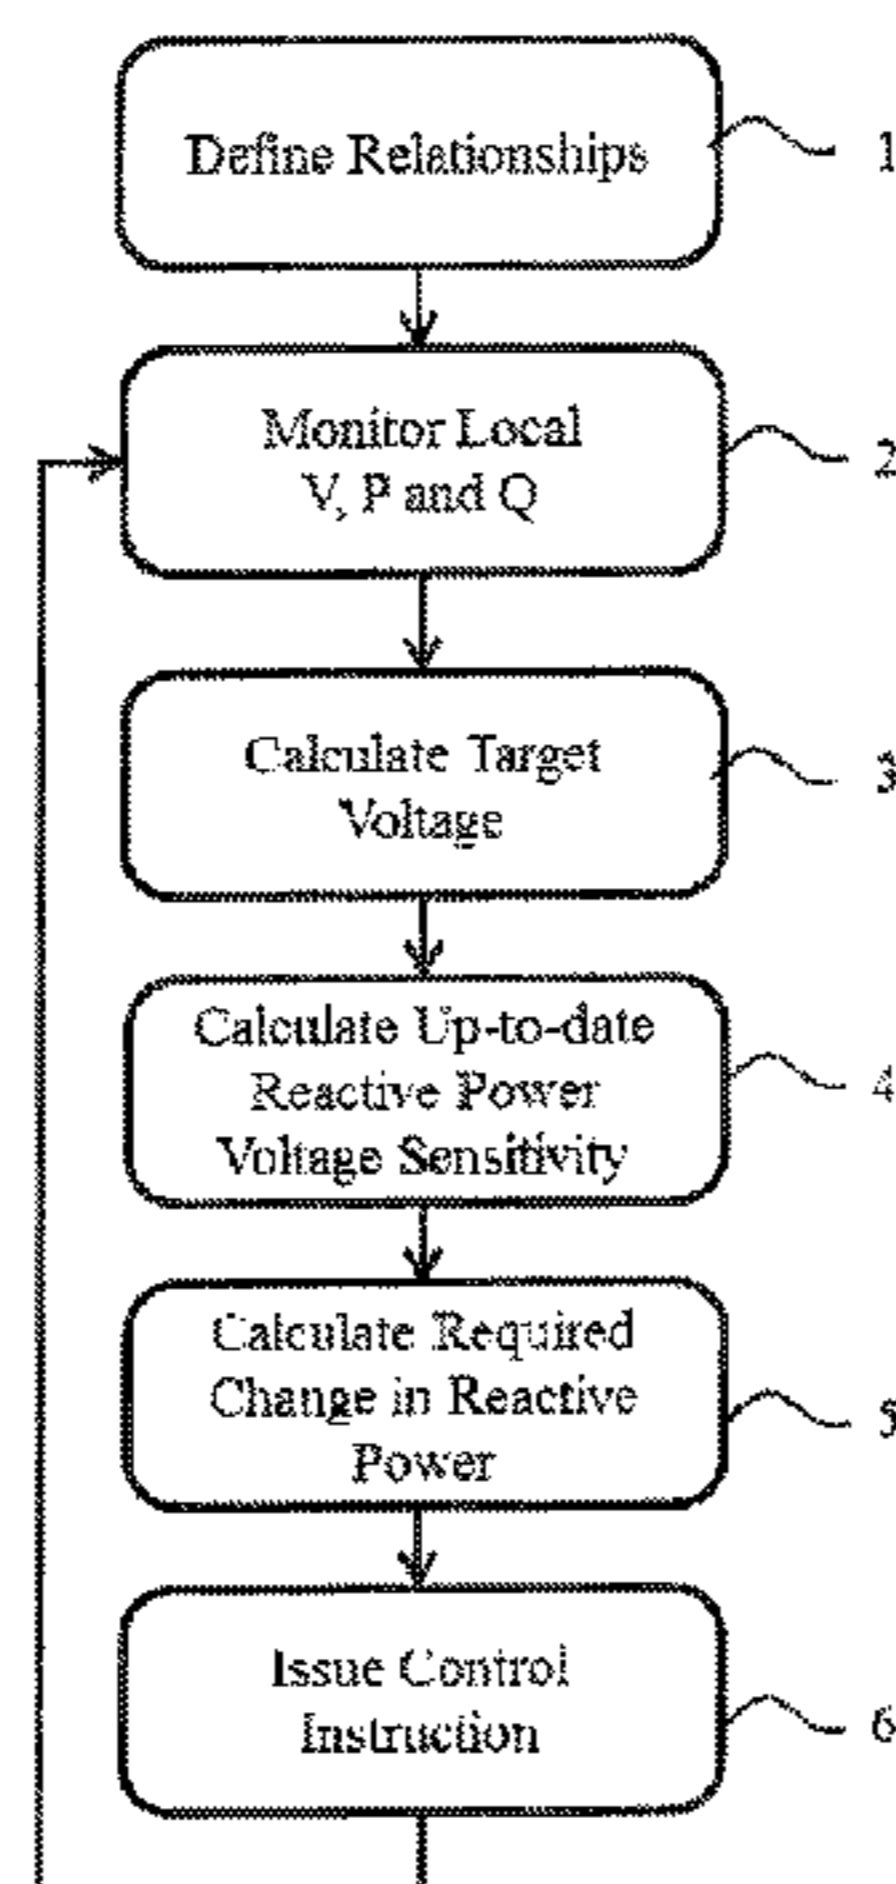 Define Relationships
1
Monitor Local
V, P and Q
2
Calculate Target
Voltage
3
Calculate Up-to-date
Reactive Power
Voltage Sensitivity
4
Calculate Required
Change in Reactive
Power
5
Issue Control
Instruction
6